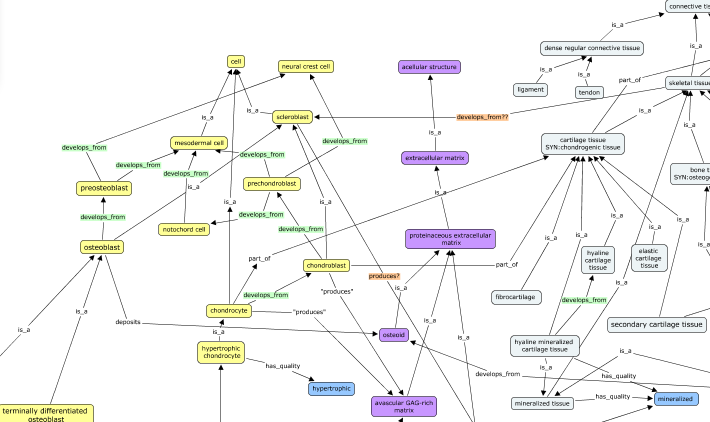 connective
is_a
dense regular connective tissue
is_a
is_a
ligament
tendon
part_of
is_a
skeletal tissue
is_a
cell
neural crest cell
acellular structure
is_a
is_a
scleroblast
develops_from??
is_a
cartilage tissue
SYN:chondrogenic tissue
is_a
bone
SYN:
is_a
develops_from
mesodermal cell
develops_from
develops_from
develops_from
develops_from
is_a
extracellular matrix
is_a
preosteoblast
prechondroblast
is_a
is_a
develops_from
notochord cell
develops_from
develops_from
proteinaceous extracellular
matrix
osteoblast
part_of
chondroblast
part_of
is_a
is_a
is_a
is_a
is_a
hyaline
cartilage
tissue
elastic
cartilage
tissue
is_a
develops_from
produces?
is_a
"produces"
fibrocartilage
develops_from
chondrocyte
"produces"
is_a
deposits
osteoid
is_a
is_a
is_a
is_a
secondary cartilage tissue
hypertrophic
chondrocyte
has_quality
hypertrophic
hyaline mineralized
cartilage tissue
is_a
is_a
develops_from
has_quality
terminally differentiated
osteoblast
avascular GAG-rich
matrix
mineralized tissue
has_quality
mineralized